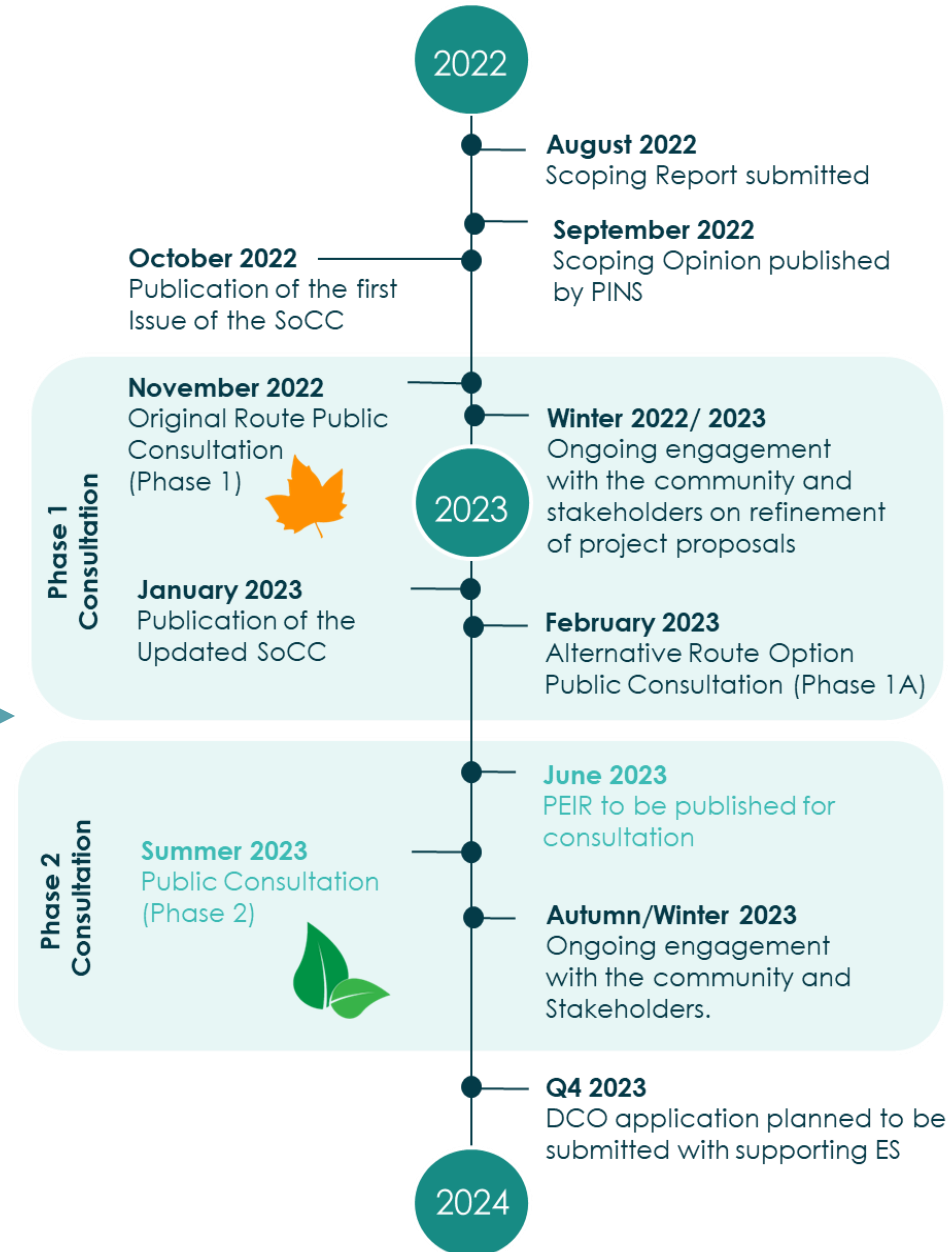 2022
August 2022
Scoping Report submitted
September 2022
Scoping Opinion published
by PINS
October 2022
Publication of the first
Issue of the SoCC
Phase 1
Consultation
November 2022
Original Route Public
Consultation
(Phase 1)
Winter 2022/ 2023
Ongoing engagement
with the community and
stakeholders on refinement
of project proposals
2023
January 2023
Publication of the
Updated SoCC
February 2023
Alternative Route Option
Public Consultation (Phase 1A)
Phase 2
Consultation
June 2023
PEIR to be published for
consultation
Summer 2023
Public Consultation
(Phase 2)
Autumn/Winter 2023
Ongoing engagement
with the community and
Stakeholders.
Q4 2023
DCO application planned to be
submitted with supporting ES
2024